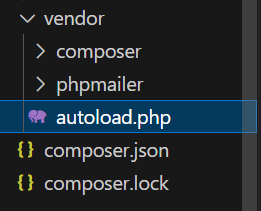 vendor
composer
phpmailer
autoload.php
{} composer.json
{} composer.lock